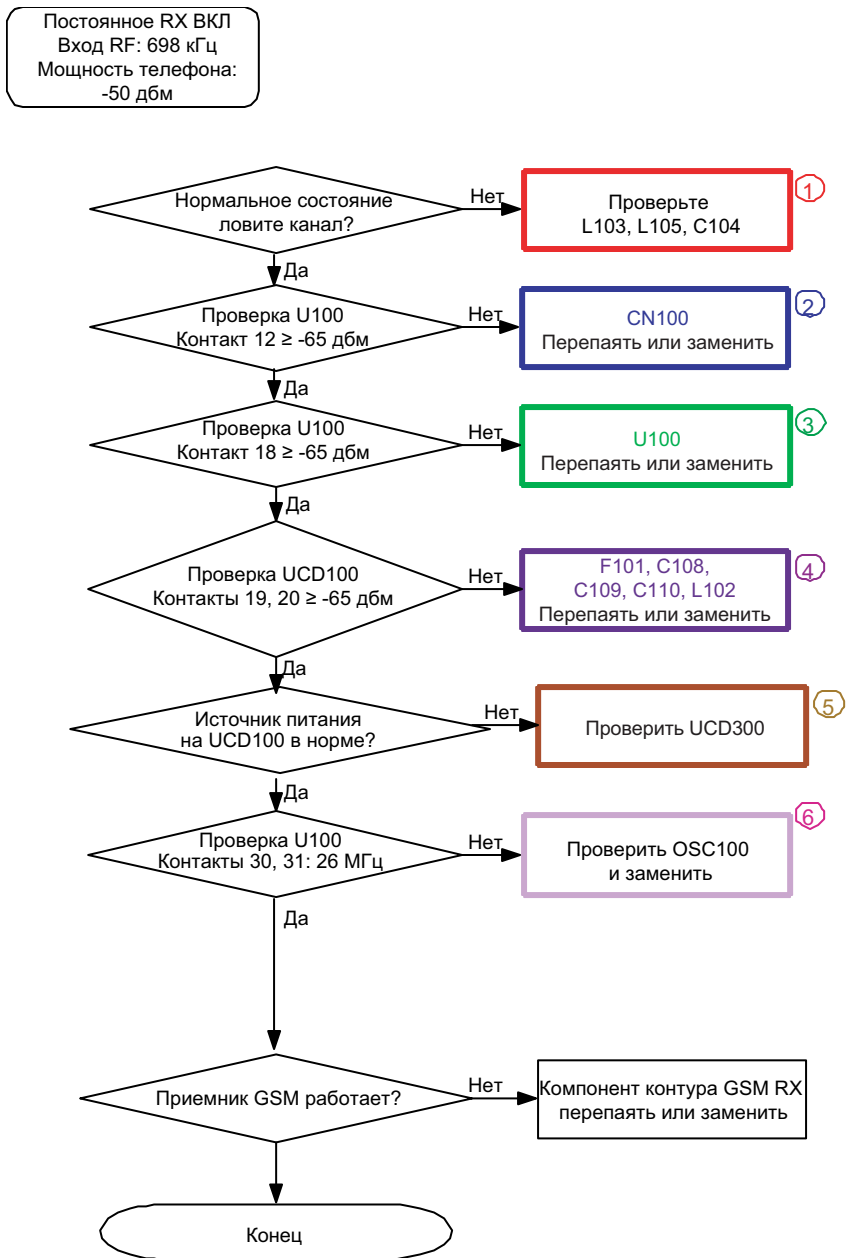 Постоянное RX ВКЛ
Вход RF: 698 кГц
Мощность телефона:
-50 дбм
Нормальное состояние
ловите канал?
Нет
Проверьте
L103, L105, C104
1
Да
Проверка U100
Контакт 12 ≥ -65 дбм
Нет
CN100
Перепаять или заменить
2
Да
Проверка U100
Контакт 18 ≥ -65 дбм
Нет
U100
Перепаять или заменить
3
Да
Проверка UCD100
Контакты 19, 20 ≥ -65 дбм
Нет
F101, C108,
C109, C110, L102
Перепаять или заменить
4
Да
Источник питания
на UCD100 в норме?
Нет
Проверить UCD300
5
Да
Проверка U100
Контакты 30, 31: 26 МГц
Нет
Проверить OSC100
и заменить
6
Да
Приемник GSM работает?
Нет
Компонент контура GSM RX
перепаять или заменить
Конец